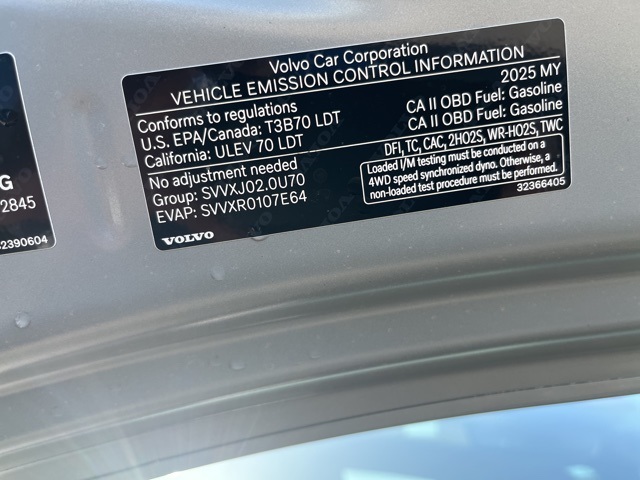 Volvo Car Corporation
VEHICLE EMISSION CONTROL INFORMATION
2025 MY
Conforms to regulations
U.S. EPA/Canada: T3B70 LDT
California: ULEV 70 LDT
CA II OBD Fuel: Gasoline
CA II OBD Fuel: Gasoline
No adjustment needed
Group: SVVXJ02.0U70
EVAP: SVVXR0107E64
DFI, TC, CAC, 2HO2S, WR-HO2S, TWC
Loaded I/M testing must be conducted on a
4WD speed synchronized dyno. Otherwise, a
non-loaded test procedure must be performed.
32366405
VOLVO
G
2845
2390604